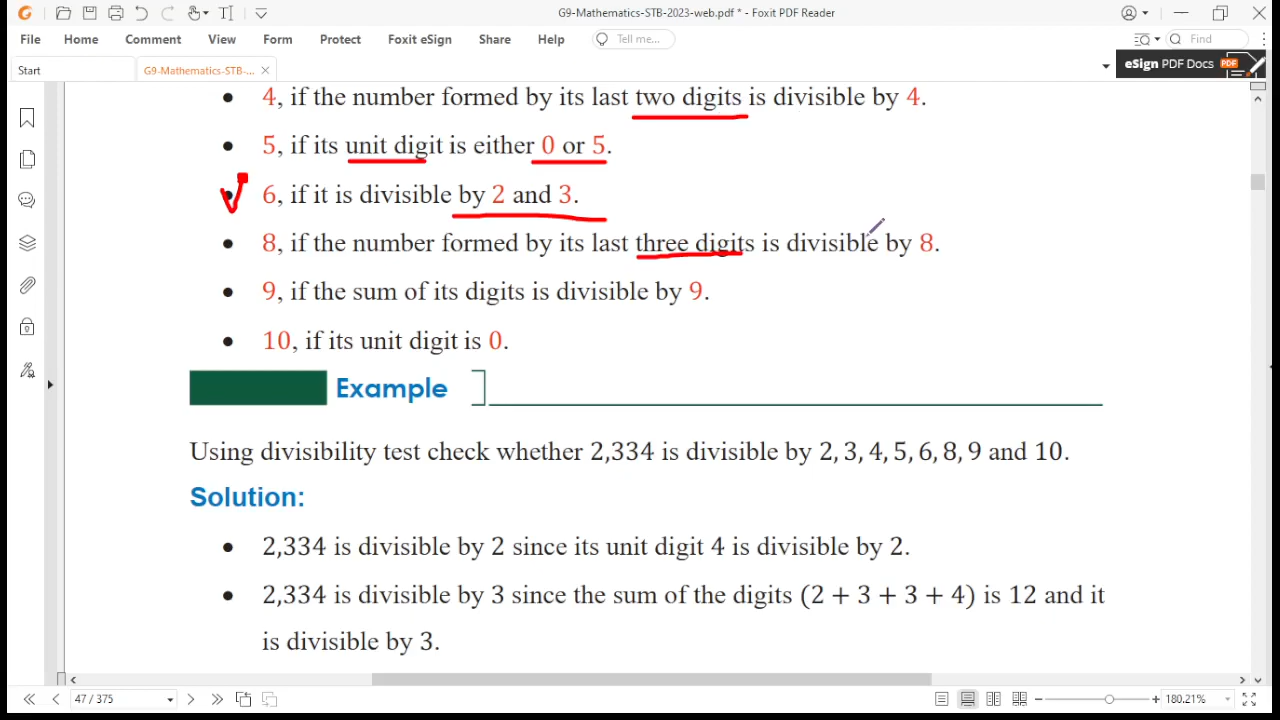 G9-Mathematics-STB-2023-web.pdf * - Foxit PDF Reader
File Home Comment View Form Protect Foxit eSign Share Help Tell me... Find
Start G9-Mathematics-STB-... eSign PDF Docs PDF
• 4, if the number formed by its last two digits is divisible by 4.
• 5, if its unit digit is either 0 or 5.
• 6, if it is divisible by 2 and 3.
• 8, if the number formed by its last three digits is divisible by 8.
• 9, if the sum of its digits is divisible by 9.
• 10, if its unit digit is 0.
Example
Using divisibility test check whether 2,334 is divisible by 2, 3, 4, 5, 6, 8, 9 and 10.
Solution:
• 2,334 is divisible by 2 since its unit digit 4 is divisible by 2.
• 2,334 is divisible by 3 since the sum of the digits (2 + 3 + 3 + 4) is 12 and it
is divisible by 3.
47 / 375 180.21%